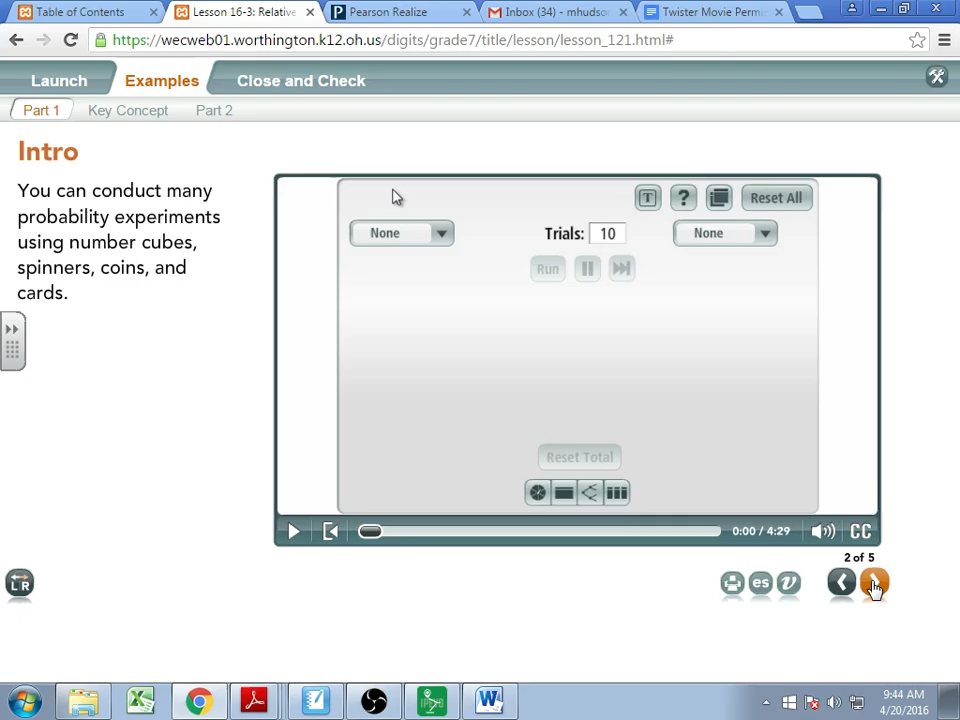 Table of Contents
Lesson 16-3: Relative
Pearson Realize
Inbox (34) - mhudso
Twister Movie Permi
https://wecweb01.worthington.k12.oh.us/digits/grade7/title/lesson/lesson_121.html#
Launch
Examples
Close and Check
Part 1
Key Concept
Part 2
Intro
You can conduct many
probability experiments
using number cubes,
spinners, coins, and
cards.
T
?
Reset All
None
Trials: 10
None
Run
Reset Total
0:00 / 4:29
CC
2 of 5
LR
es
v
9:44 AM
4/20/2016